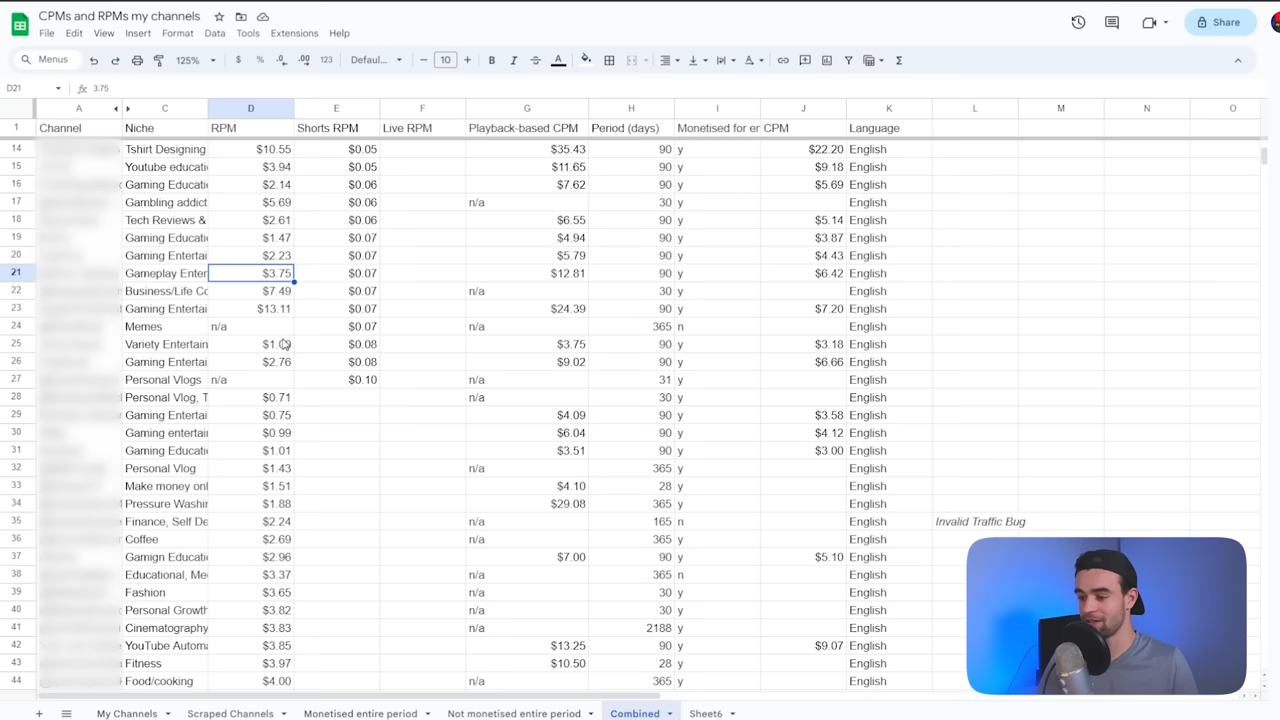 CPMs and RPMs my channels
File Edit View Insert Format Data Tools Extensions Help
Share
Menus 125% $ % .0 .00 123 Defaul... 10 B I A
D21 3.75
A C D E F G H I J K L M N O
1 Channel Niche RPM Shorts RPM Live RPM Playback-based CPM Period (days) Monetised for er CPM Language
14 Tshirt Designing $10.55 $0.05 $35.43 90 y $22.20 English
15 Youtube educati $3.94 $0.05 $11.65 90 y $9.18 English
16 Gaming Educati $2.14 $0.06 $7.62 90 y $5.69 English
17 Gambling addict $5.69 $0.06 n/a 30 y English
18 Tech Reviews & $2.61 $0.06 $6.55 90 y $5.14 English
19 Gaming Educati $1.47 $0.07 $4.94 90 y $3.87 English
20 Gaming Entertai $2.23 $0.07 $5.79 90 y $4.43 English
21 Gameplay Enter $3.75 $0.07 $12.81 90 y $6.42 English
22 Business/Life Co $7.49 $0.07 n/a 30 y English
23 Gaming Entertai $13.11 $0.07 $24.39 90 y $7.20 English
24 Memes n/a $0.07 n/a 365 n English
25 Variety Entertain $0.08 $3.75 90 y $3.18 English
26 Gaming Entertai $2.76 $0.08 $9.02 90 y $6.66 English
27 Personal Vlogs n/a $0.10 n/a 31 y English
28 Personal Vlog, T $0.71 n/a 30 y English
29 Gaming Entertai $0.75 $4.09 90 y $3.58 English
30 Gaming entertai $0.99 $6.04 90 y $4.12 English
31 Gaming Educati $1.01 $3.51 90 y $3.00 English
32 Personal Vlog $1.43 n/a 365 y English
33 Make money onl $1.51 $4.10 28 y English
34 Pressure Washi $1.88 $29.08 365 y English
35 Finance, Self De $2.24 n/a 165 n English Invalid Traffic Bug
36 Coffee $2.69 n/a 365 y English
37 Gamign Educati $2.96 $7.00 90 y $5.10 English
38 Educational, Me $3.37 n/a 365 n English
39 Fashion $3.65 n/a 30 y English
40 Personal Growth $3.82 n/a 30 y English
41 Cinematography $3.83 n/a 2188 y English
42 YouTube Automa $3.85 $13.25 90 y $9.07 English
43 Fitness $3.97 $10.50 28 y English
44 Food/cooking $4.00 n/a 365 y English
My Channels Scraped Channels Monetised entire period Not monetised entire period Combined Sheet6